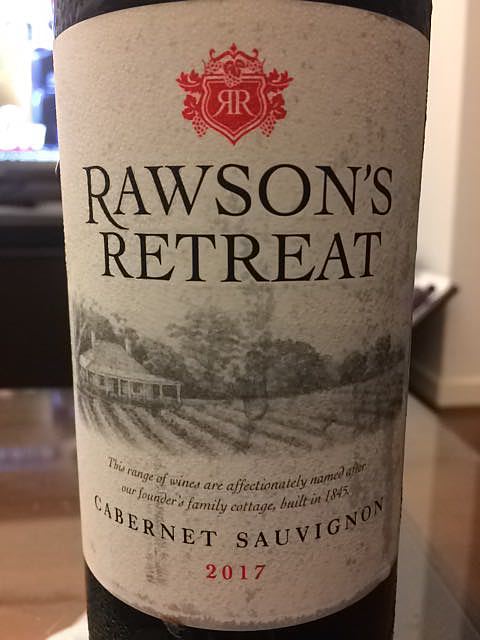 RR
RAWSON'S
RETREAT
This range of wines are affectionately named after
our founder's family cottage, built in 1845.
CABERNET SAUVIGNON
2017